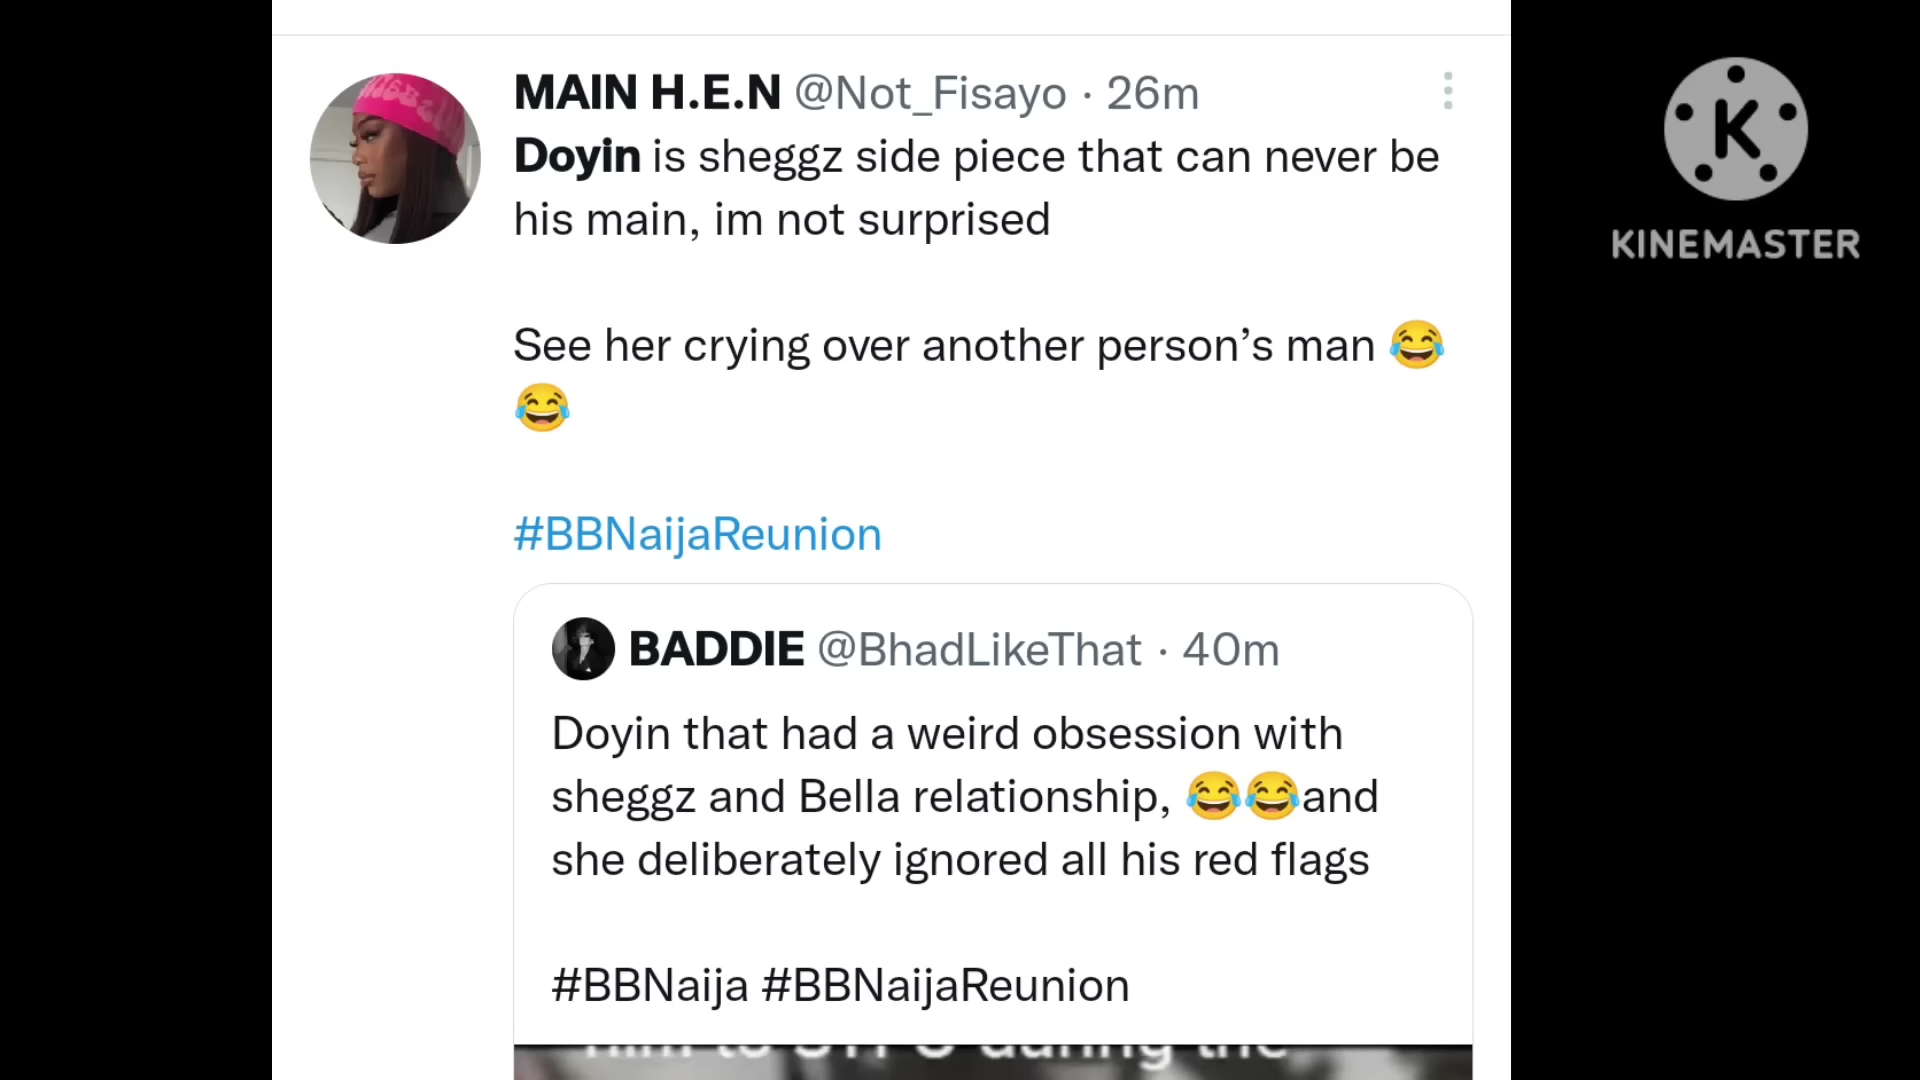 MAIN H.E.N @Not_Fisayo · 26m
Doyin is sheggz side piece that can never be
his main, im not surprised
See her crying over another person’s man 😂
😂
#BBNaijaReunion
BADDIE @BhadLikeThat · 40m
Doyin that had a weird obsession with
sheggz and Bella relationship, 😂😂and
she deliberately ignored all his red flags
#BBNaija #BBNaijaReunion
K
KINEMASTER